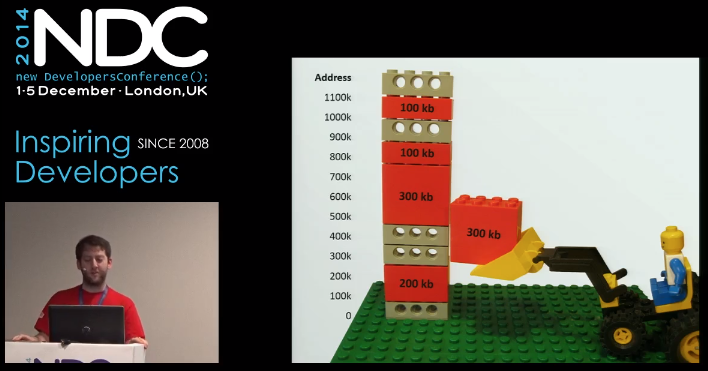 2014
NDC
new DevelopersConference();
1-5 December · London,UK
Inspiring
SINCE 2008
Developers
Address
1100k
1000k
900k
800k
700k
600k
500k
400k
300k
200k
100k
0
100 kb
100 kb
300 kb
200 kb
300 kb
NDC